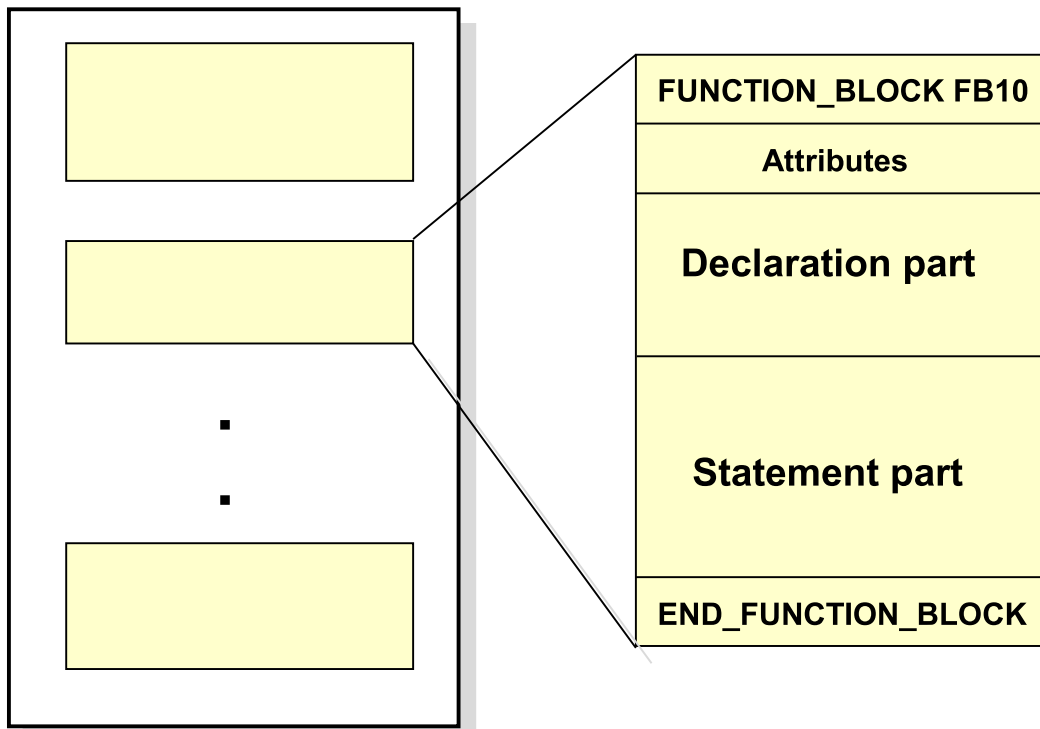 FUNCTION_BLOCK FB10
Attributes
Declaration part
Statement part
END_FUNCTION_BLOCK